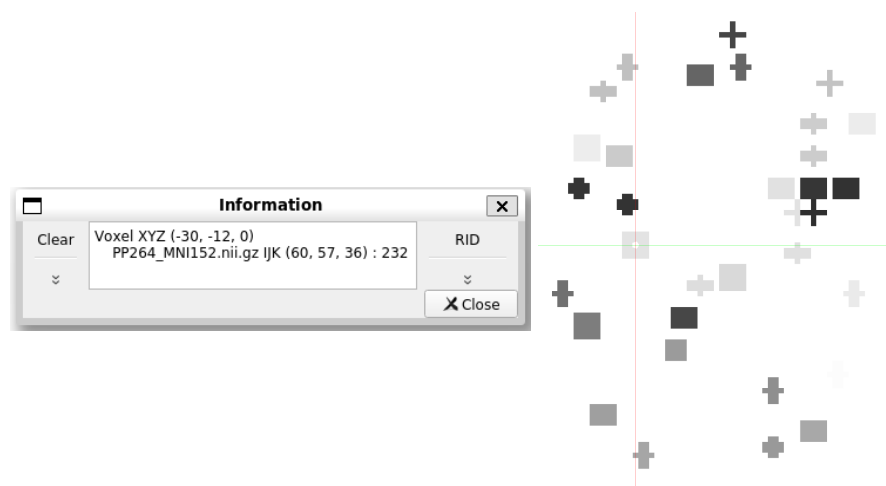 Information
Clear
Voxel XYZ (-30, -12, 0)
PP264_MNI152.nii.gz IJK (60, 57, 36) : 232
RID
Close